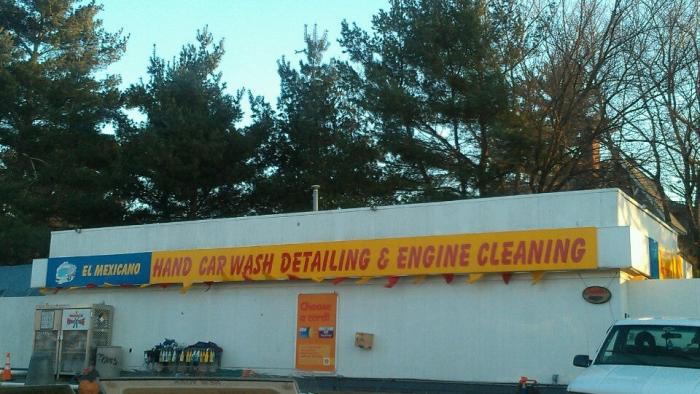 EL MEXICANO HAND CAR WASH DETAILING & ENGINE CLEANING
Choose
a card!